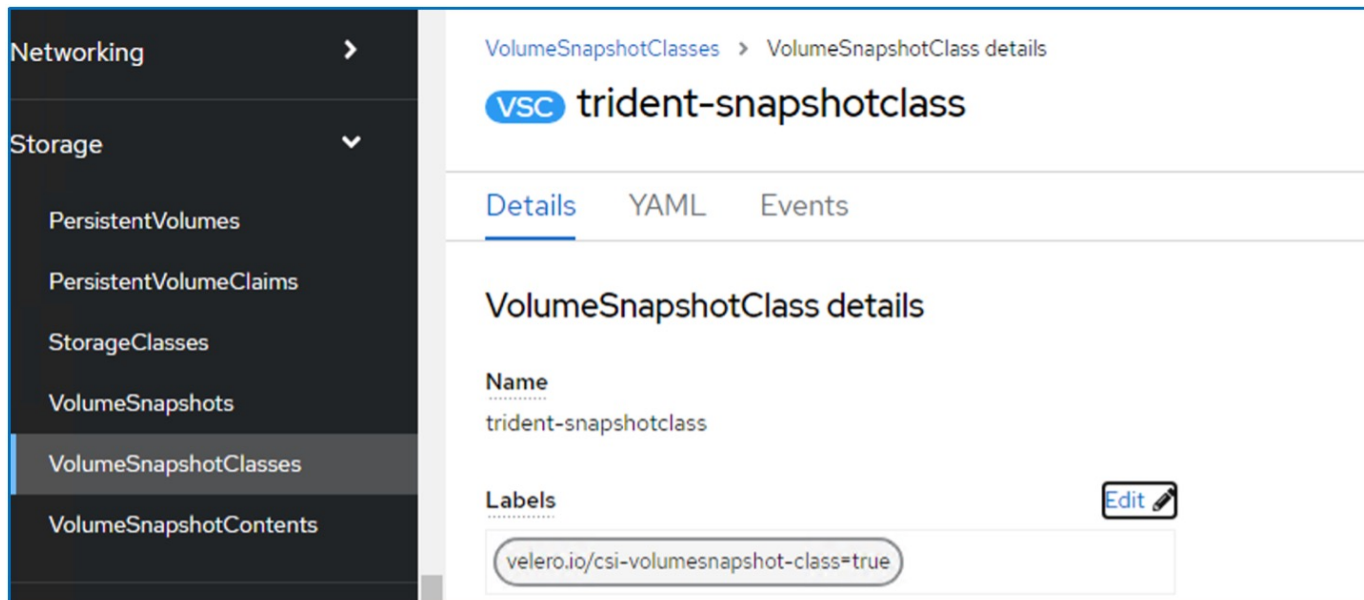 Networking
Storage
PersistentVolumes
PersistentVolumeClaims
StorageClasses
VolumeSnapshots
VolumeSnapshotClasses
VolumeSnapshotContents
VolumeSnapshotClasses > VolumeSnapshotClass details
VSC trident-snapshotclass
Details YAML Events
VolumeSnapshotClass details
Name
trident-snapshotclass
Labels Edit
velero.io/csi-volumesnapshot-class=true